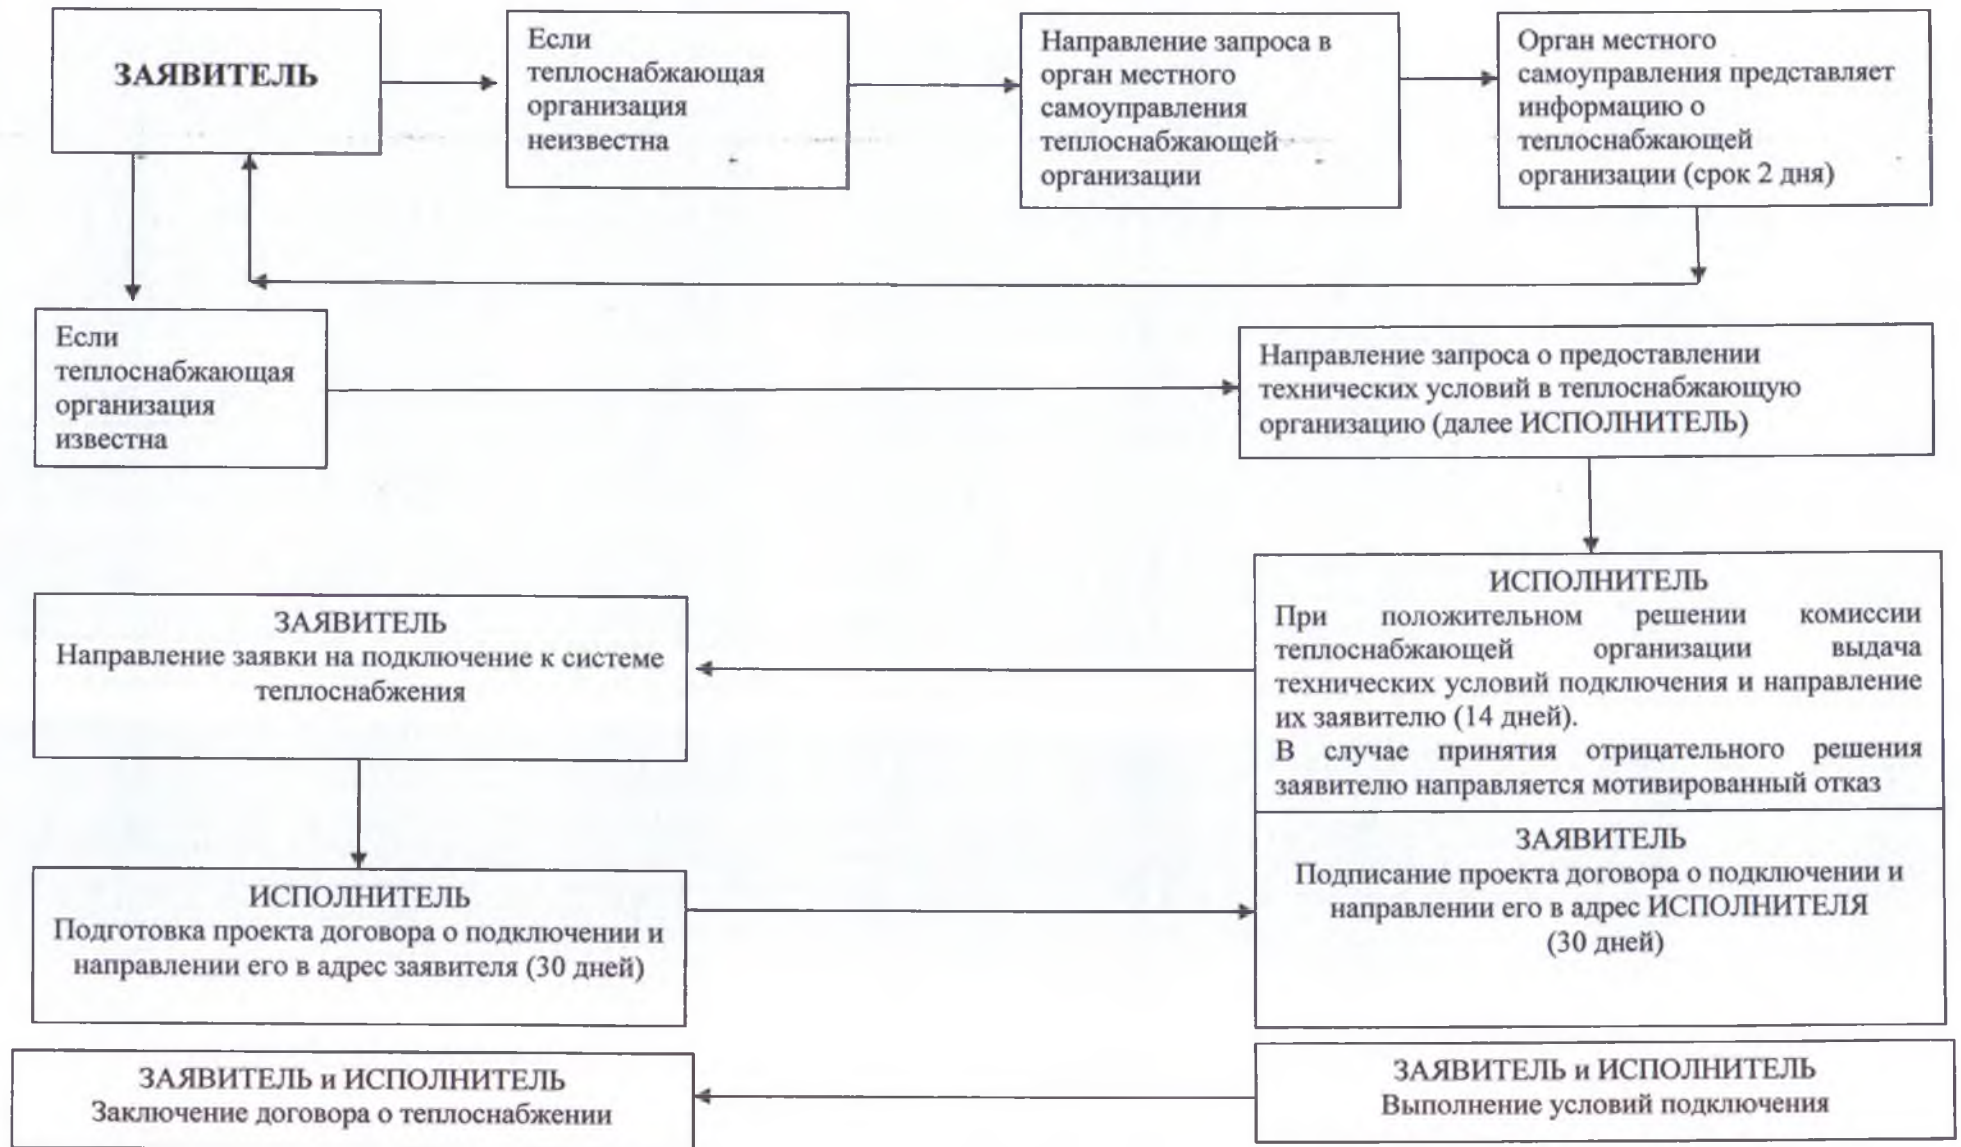 ЗАЯВИТЕЛЬ
Если
теплоснабжающая
организация
неизвестна
Направление запроса в
орган местного
самоуправления
теплоснабжающей
организации
Орган местного
самоуправления представляет
информацию о
теплоснабжающей
организации (срок 2 дня)
Если
теплоснабжающая
организация
известна
Направление запроса о предоставлении
технических условий в теплоснабжающую
организацию (далее ИСПОЛНИТЕЛЬ)
ИСПОЛНИТЕЛЬ
При положительном решении комиссии
теплоснабжающей организации выдача
технических условий подключения и направление
их заявителю (14 дней).
В случае принятия отрицательного решения
заявителю направляется мотивированный отказ
ЗАЯВИТЕЛЬ
Направление заявки на подключение к системе
теплоснабжения
ИСПОЛНИТЕЛЬ
Подготовка проекта договора о подключении и
направлении его в адрес заявителя (30 дней)
ЗАЯВИТЕЛЬ
Подписание проекта договора о подключении и
направлении его в адрес ИСПОЛНИТЕЛЯ
(30 дней)
ЗАЯВИТЕЛЬ и ИСПОЛНИТЕЛЬ
Выполнение условий подключения
ЗАЯВИТЕЛЬ и ИСПОЛНИТЕЛЬ
Заключение договора о теплоснабжении